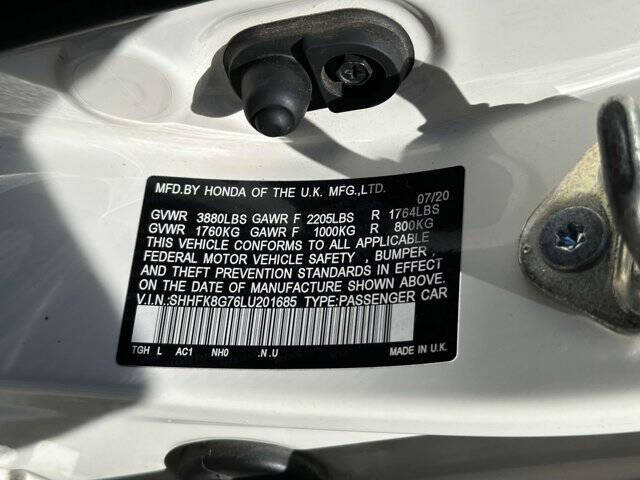 MFD.BY HONDA OF THE U.K. MFG.,LTD. 07/20
GVWR 3880LBS GAWR F 2205LBS R 1764LBS
GVWR 1760KG GAWR F 1000KG R 800KG
THIS VEHICLE CONFORMS TO ALL APPLICABLE
FEDERAL MOTOR VEHICLE SAFETY , BUMPER ,
AND THEFT PREVENTION STANDARDS IN EFFECT
ON THE DATE OF MANUFACTURE SHOWN ABOVE.
V.I.N.:SHHFK8G76LU201685 TYPE:PASSENGER CAR
TGH L AC1 NH0 .N.U MADE IN U.K.